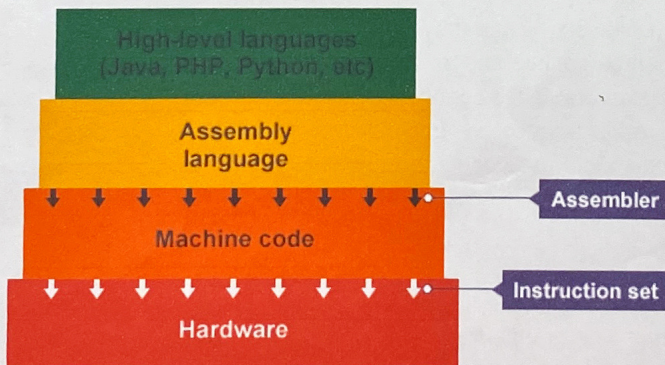 High-level languages
(Java, PHP, Python, etc)
Assembly
language
Assembler
Machine code
Instruction set
Hardware